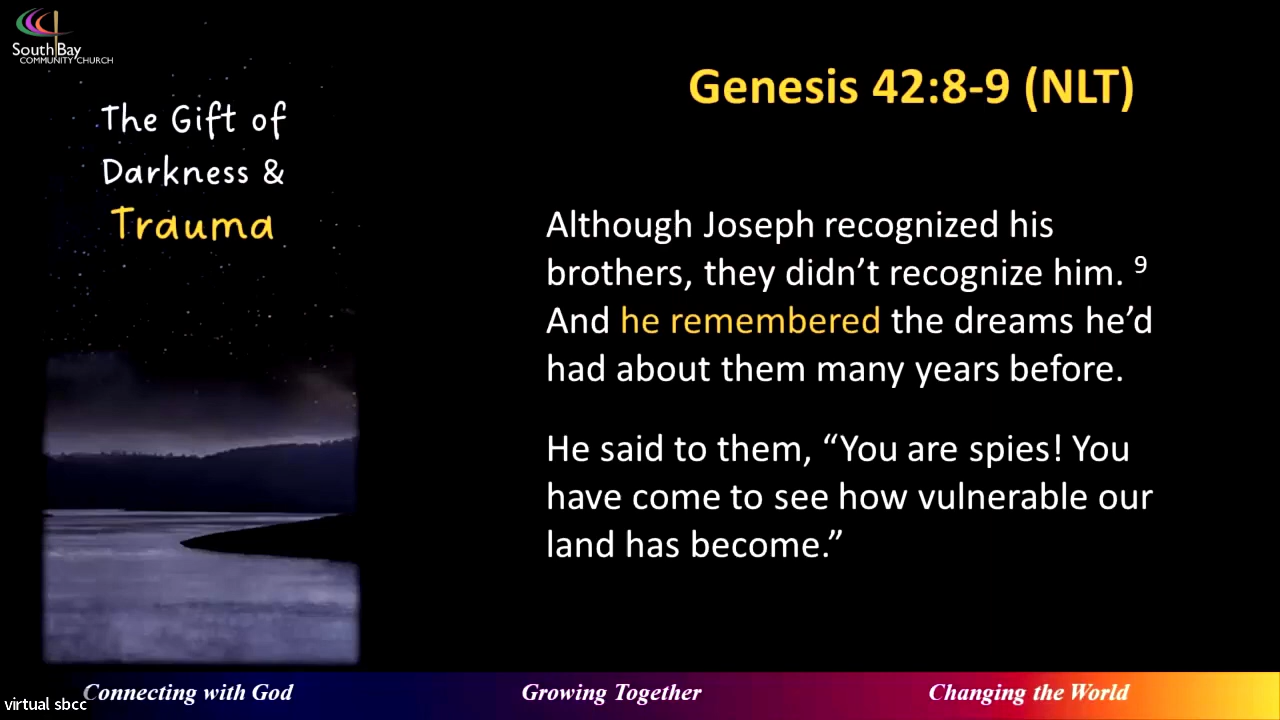 South Bay
COMMUNITY CHURCH
The Gift of
Darkness &
Trauma
Genesis 42:8-9 (NLT)
Although Joseph recognized his
brothers, they didn’t recognize him. 9
And he remembered the dreams he’d
had about them many years before.
He said to them, “You are spies! You
have come to see how vulnerable our
land has become.”
Connecting with God
Growing Together
Changing the World
virtual sbcc